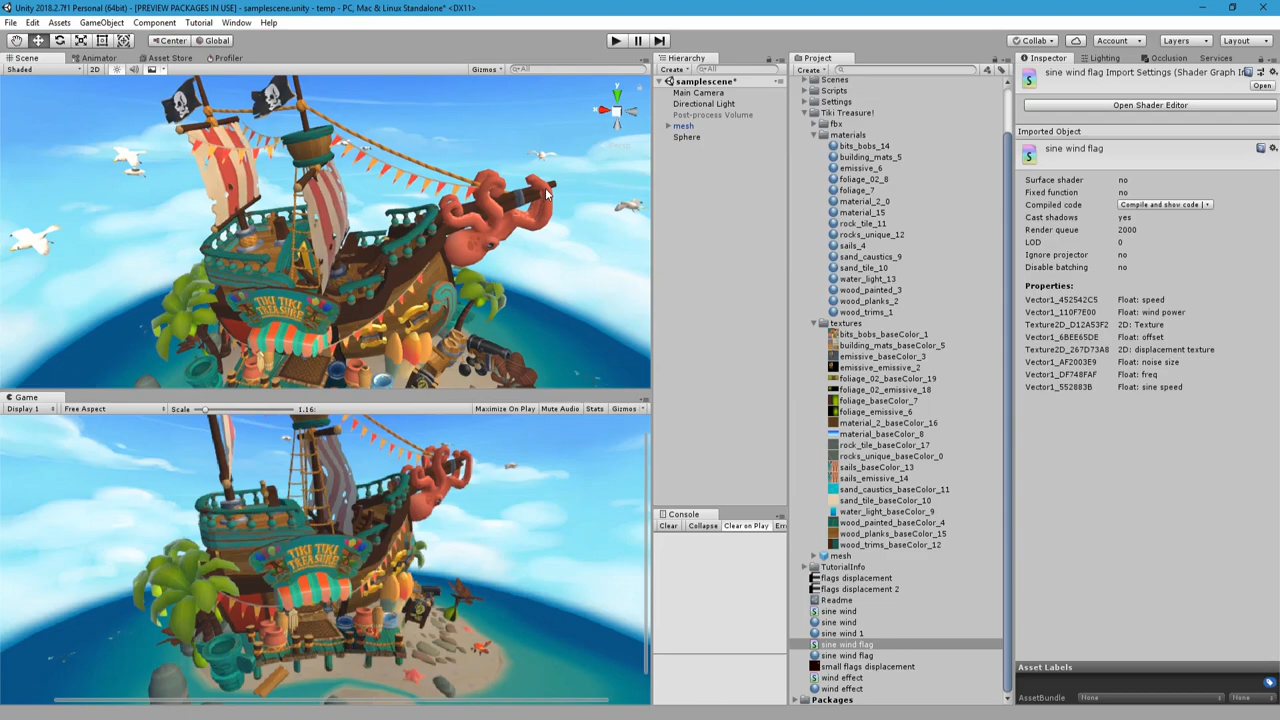 Unity 2018.2.7f1 Personal (64bit) - [PREVIEW PACKAGES IN USE] - samplescene.unity - temp - PC, Mac & Linux Standalone* <DX11>
File Edit Assets GameObject Component Tutorial Window Help
Center Global
Collab Account Layers Layout
Scene Animator Asset Store Profiler
Shaded 2D Gizmos All
TIKI TIKI
TREASURE
Game
Display 1 Free Aspect Scale 1.16: Maximize On Play Mute Audio Stats Gizmos
TIKI TIKI
TREASURE
Hierarchy
Create All
samplescene*
Main Camera
Directional Light
Post-process Volume
mesh
Sphere
Console
Clear Collapse Clear on Play
Project
Create
Scenes
Scripts
Settings
Tiki Treasure!
fbx
materials
bits_bobs_14
building_mats_5
emissive_6
foliage_02_8
foliage_7
material_2_0
material_15
rock_tile_11
rocks_unique_12
sails_4
sand_caustics_9
sand_tile_10
water_light_13
wood_painted_3
wood_planks_2
wood_trims_1
textures
bits_bobs_baseColor_1
building_mats_baseColor_5
emissive_baseColor_3
emissive_emissive_2
foliage_02_baseColor_19
foliage_02_emissive_18
foliage_baseColor_7
foliage_emissive_6
material_2_baseColor_16
material_baseColor_8
rock_tile_baseColor_17
rocks_unique_baseColor_0
sails_baseColor_13
sails_emissive_14
sand_caustics_baseColor_11
sand_tile_baseColor_10
water_light_baseColor_9
wood_painted_baseColor_4
wood_planks_baseColor_15
wood_trims_baseColor_12
mesh
TutorialInfo
flags displacement
flags displacement 2
Readme
sine wind
sine wind
sine wind 1
sine wind flag
sine wind flag
small flags displacement
wind effect
wind effect
Packages
Inspector Lighting Occlusion Services
sine wind flag Import Settings (Shader Graph I
Open
Open Shader Editor
Imported Object
sine wind flag
Surface shader no
Fixed function no
Compiled code Compile and show code
Cast shadows yes
Render queue 2000
LOD 0
Ignore projector no
Disable batching no
Properties:
Vector1_452542C5 Float: speed
Vector1_110F7E00 Float: wind power
Texture2D_D12A53F2 2D: Texture
Vector1_6BEE65DE Float: offset
Texture2D_267D73A8 2D: displacement texture
Vector1_AF2003E9 Float: noise size
Vector1_DF748FAF Float: freq
Vector1_552883B Float: sine speed
Asset Labels
AssetBundle None None